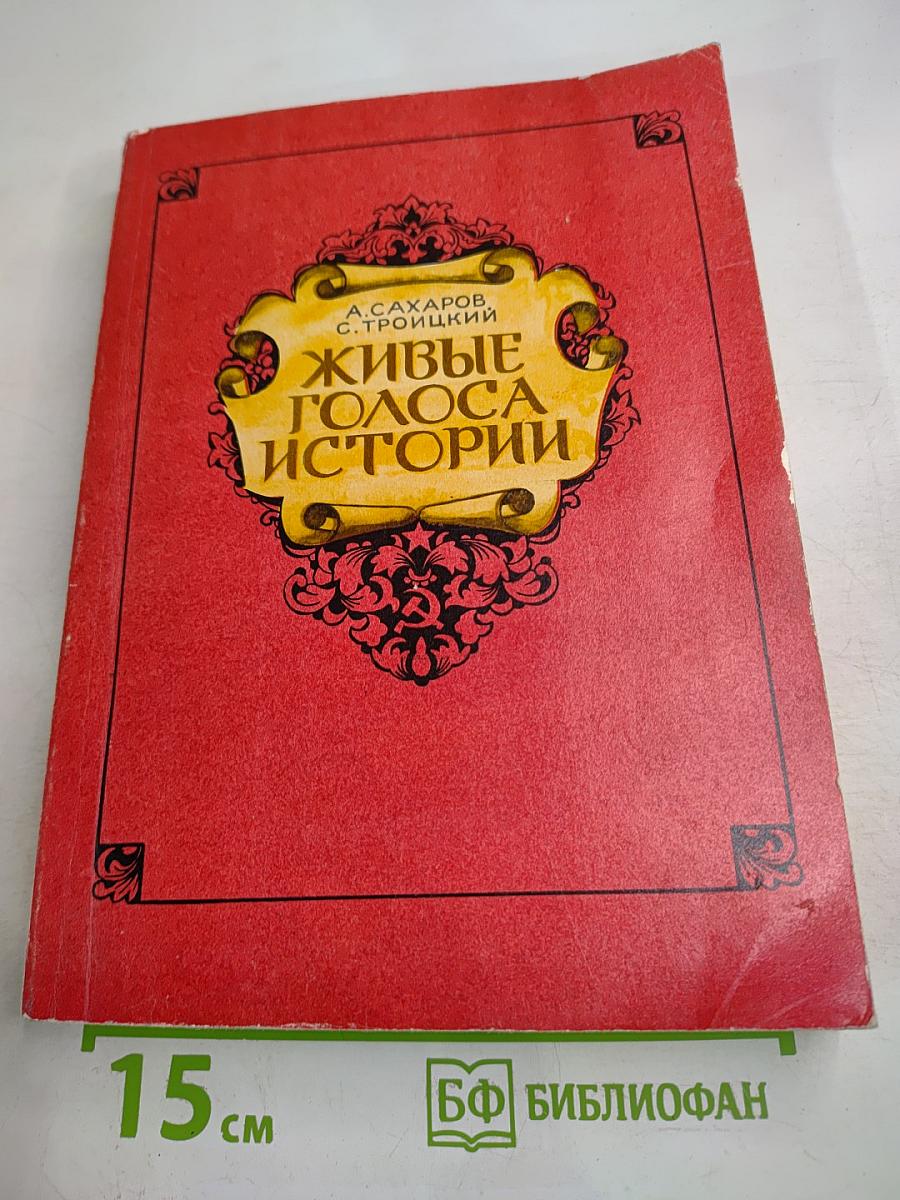 А.САХАРОВ,
С.ТРОИЦКИЙ
ЖИВЫЕ
ГОЛОСА
ИСТОРИИ
15 см
БФ БИБЛИОФАН